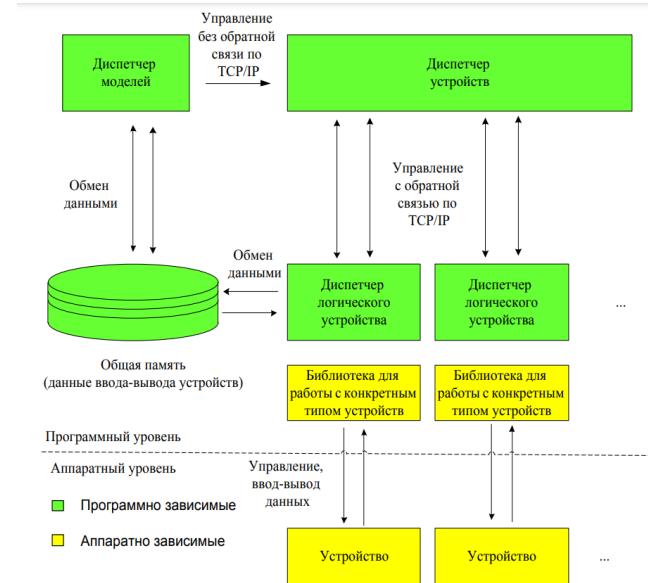 Управление
без обратной
связи по
TCP/IP
Диспетчер
моделей
Диспетчер
устройств
Обмен
данными
Управление
с обратной
связью по
TCP/IP
Обмен
данными
Диспетчер
логического
устройства
Диспетчер
логического
устройства
...
Общая память
(данные ввода-вывода устройств)
Библиотека для
работы с конкретным
типом устройств
Библиотека для
работы с конкретным
типом устройств
Программный уровень
Аппаратный уровень
Управление,
ввод-вывод
данных
Программно зависимые
Аппаратно зависимые
Устройство
Устройство
...